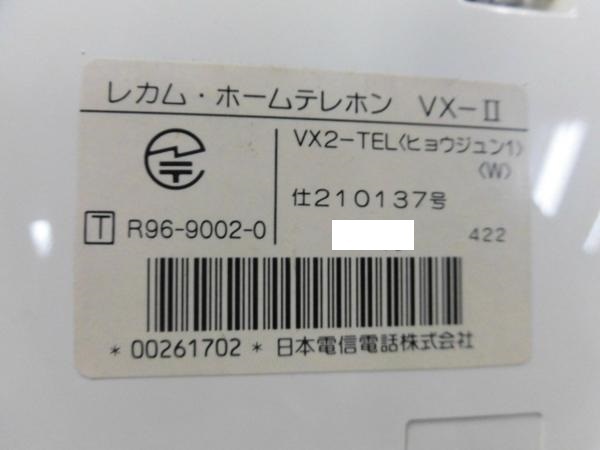 レカム・ホームテレホン VX-Ⅱ
VX2-TEL〈ヒョウジュン1〉
〈W〉
仕210137号
T R96-9002-0
422
*00261702* 日本電信電話株式会社